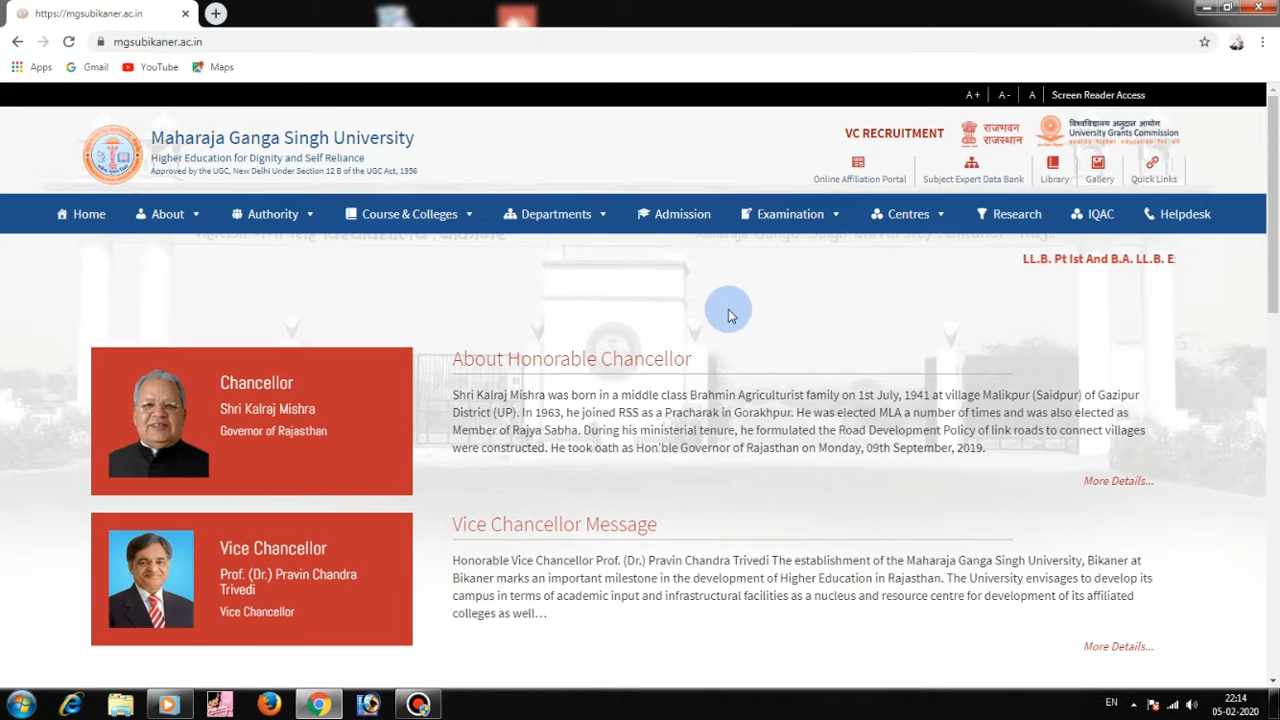 https://mgsubikaner.ac.in
mgsubikaner.ac.in
Apps Gmail YouTube Maps
A+ A- A Screen Reader Access
Maharaja Ganga Singh University
Higher Education for Dignity and Self Reliance
Approved by the UGC, New Delhi Under Section 12 B of the UGC Act, 1956
VC RECRUITMENT
राजभवन
राजस्थान
विश्वविद्यालय अनुदान आयोग
University Grants Commission
quality higher education for all
Online Affiliation Portal Subject Expert Data Bank Library Gallery Quick Links
Home About Authority Course & Colleges Departments Admission Examination Centres Research IQAC Helpdesk
LL.B. Pt Ist And B.A. LL.B. E
About Honorable Chancellor
Chancellor
Shri Kalraj Mishra
Governor of Rajasthan
Shri Kalraj Mishra was born in a middle class Brahmin Agriculturist family on 1st July, 1941 at village Malikpur (Saidpur) of Gazipur
District (UP). In 1963, he joined RSS as a Pracharak in Gorakhpur. He was elected MLA a number of times and was also elected as
Member of Rajya Sabha. During his ministerial tenure, he formulated the Road Development Policy of link roads to connect villages
were constructed. He took oath as Hon'ble Governor of Rajasthan on Monday, 09th September, 2019.
More Details...
Vice Chancellor Message
Vice Chancellor
Prof. (Dr.) Pravin Chandra
Trivedi
Vice Chancellor
Honorable Vice Chancellor Prof. (Dr.) Pravin Chandra Trivedi The establishment of the Maharaja Ganga Singh University, Bikaner at
Bikaner marks an important milestone in the development of Higher Education in Rajasthan. The University envisages to develop its
campus in terms of academic input and infrastructural facilities as a nucleus and resource centre for development of its affiliated
colleges as well…
More Details...
EN
22:14
05-02-2020